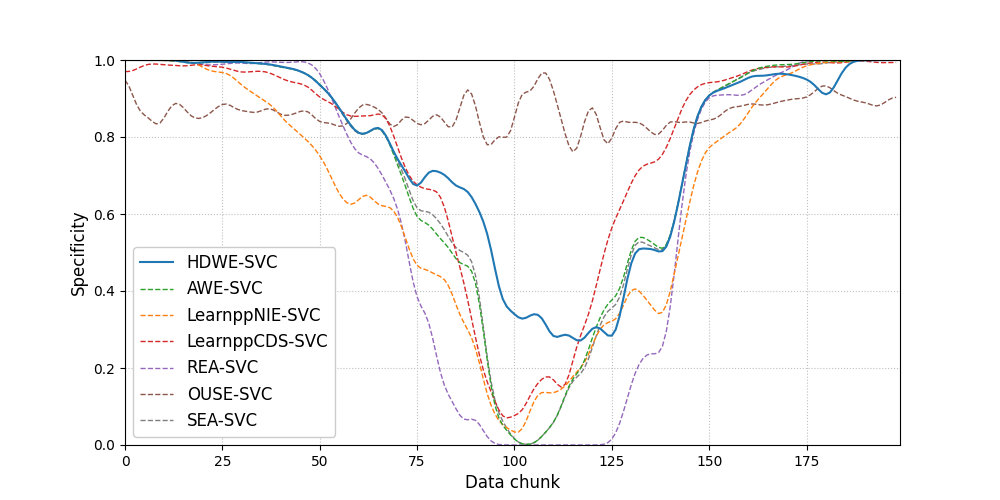 1.0
0.8
0.6
0.4
0.2
0.0
Specificity
HDWE-SVC
AWE-SVC
LearnppNIE-SVC
LearnppCDS-SVC
REA-SVC
OUSE-SVC
SEA-SVC
0 25 50 75 100 125 150 175
Data chunk